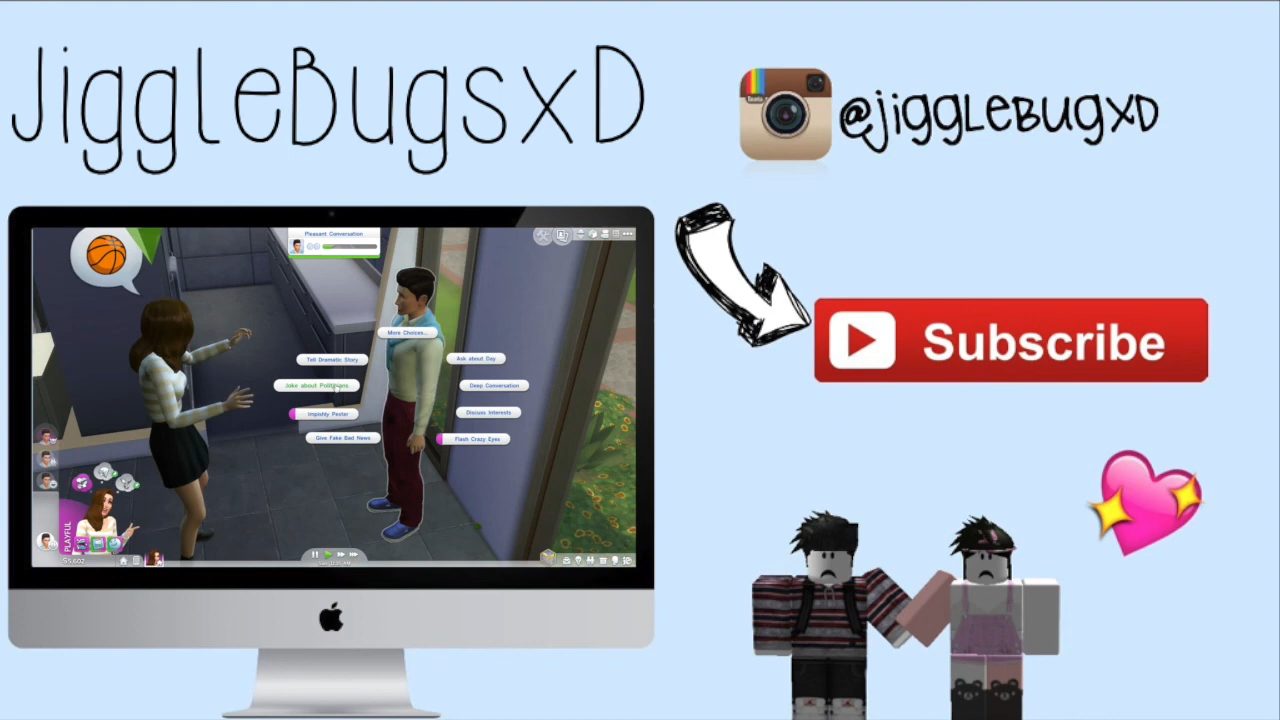 JiggleBugsxD
@jigglebugxd
Subscribe
Pleasant Conversation
More Choices...
Tell Dramatic Story
Ask about Day
Joke about Politicians
Deep Conversation
Impishly Pester
Discuss Interests
Give Fake Bad News
Flash Crazy Eyes
PLAYFUL